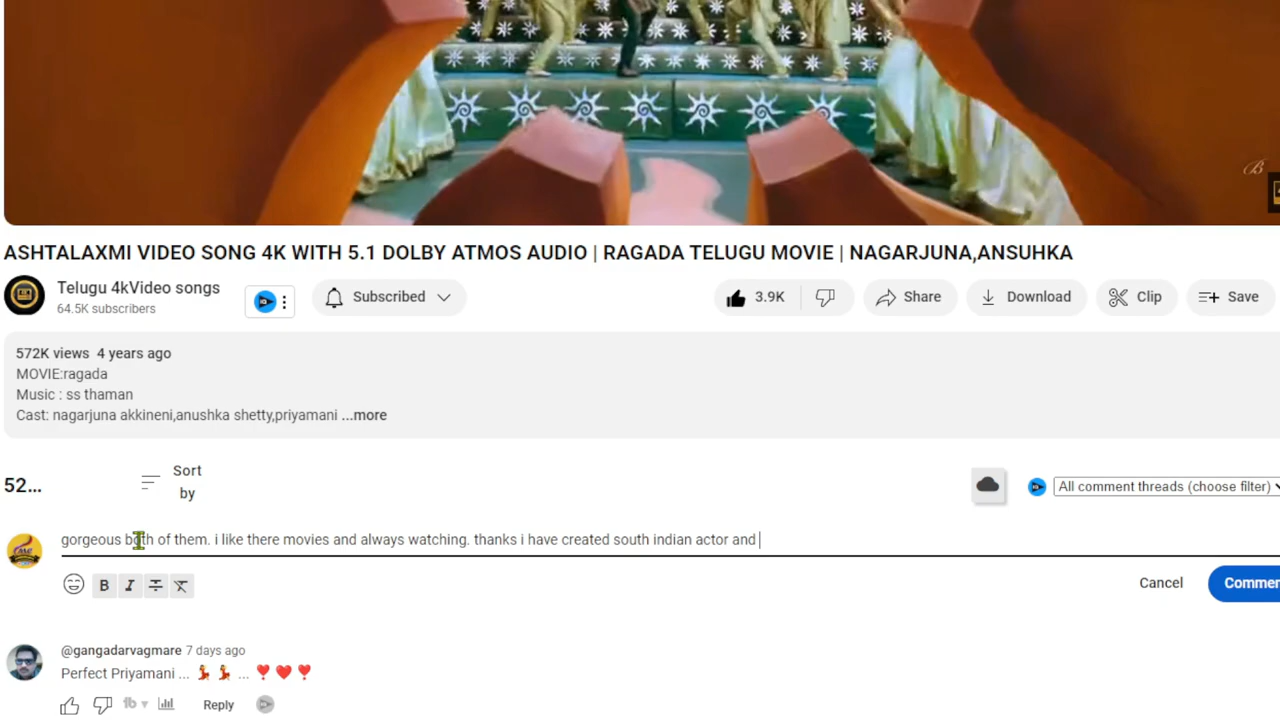 ASHTALAXMI VIDEO SONG 4K WITH 5.1 DOLBY ATMOS AUDIO | RAGADA TELUGU MOVIE | NAGARJUNA,ANSUHKA
Telugu 4kVideo songs
64.5K subscribers
Subscribed
3.9K
Share
Download
Clip
Save
572K views 4 years ago
MOVIE:ragada
Music : ss thaman
Cast: nagarjuna akkineni,anushka shetty,priyamani ...more
52...
Sort
by
All comment threads (choose filter)
gorgeous both of them. i like there movies and always watching. thanks i have created south indian actor and
B I
Cancel
Commen
@gangadarvagmare 7 days ago
Perfect Priyamani ... 💃 💃 ... ❣️ ❤️ ❣️
tb
Reply